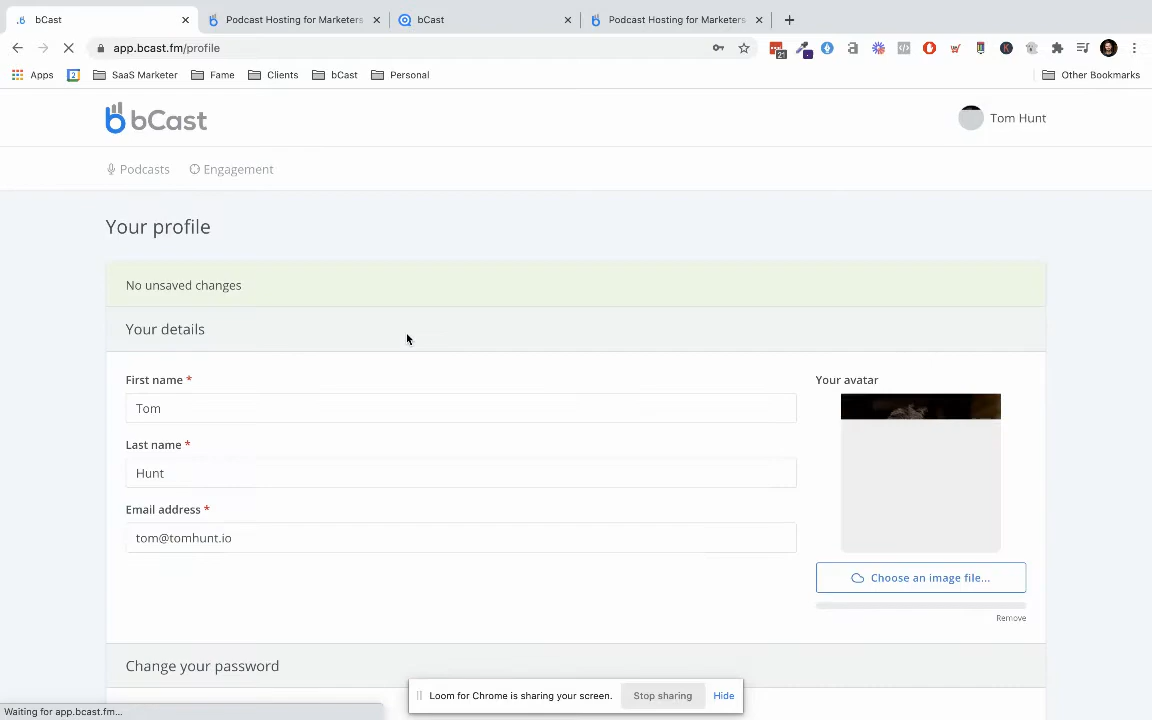 bCast
Podcast Hosting for Marketers
bCast
Podcast Hosting for Marketers
app.bcast.fm/profile
Apps
SaaS Marketer
Fame
Clients
bCast
Personal
Other Bookmarks
bCast
Tom Hunt
Podcasts
Engagement
Your profile
No unsaved changes
Your details
First name *
Your avatar
Tom
Last name *
Hunt
Email address *
tom@tomhunt.io
Choose an image file...
Remove
Change your password
Loom for Chrome is sharing your screen.
Stop sharing
Hide
Waiting for app.bcast.fm...